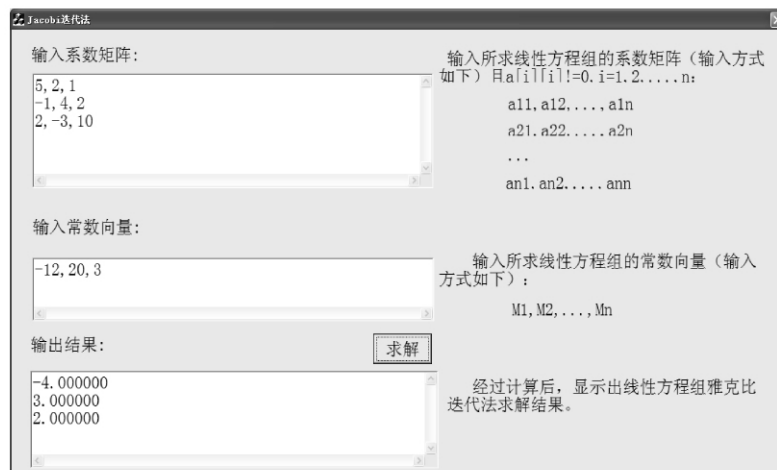 Jacobi迭代法
输入系数矩阵:
5,2,1
-1,4,2
2,-3,10
输入所求线性方程组的系数矩阵（输入方式
如下）且a[i][i]!=0.i=1.2.....n:
a11,a12,...,a1n
a21.a22.....a2n
...
an1.an2.....ann
输入常数向量:
-12,20,3
输入所求线性方程组的常数向量（输入
方式如下）:
M1,M2,...,Mn
输出结果:
求解
-4.000000
3.000000
2.000000
经过计算后，显示出线性方程组雅克比
迭代法求解结果。